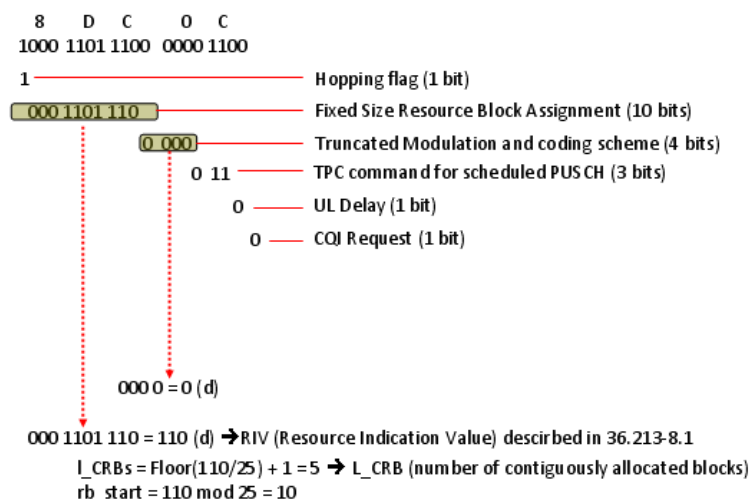 8 D C 0 C
1000 1101 1100 0000 1100
1 Hopping flag (1 bit)
000 1101 110 Fixed Size Resource Block Assignment (10 bits)
0 000 Truncated Modulation and coding scheme (4 bits)
0 11 TPC command for scheduled PUSCH (3 bits)
0 UL Delay (1 bit)
0 CQI Request (1 bit)
000 0 = 0 (d)
000 1101 110 = 110 (d) ➔RIV (Resource Indication Value) descirbed in 36.213-8.1
l_CRBs = Floor(110/25) + 1 = 5 ➔ L_CRB (number of contiguously allocated blocks)
rb_start = 110 mod 25 = 10